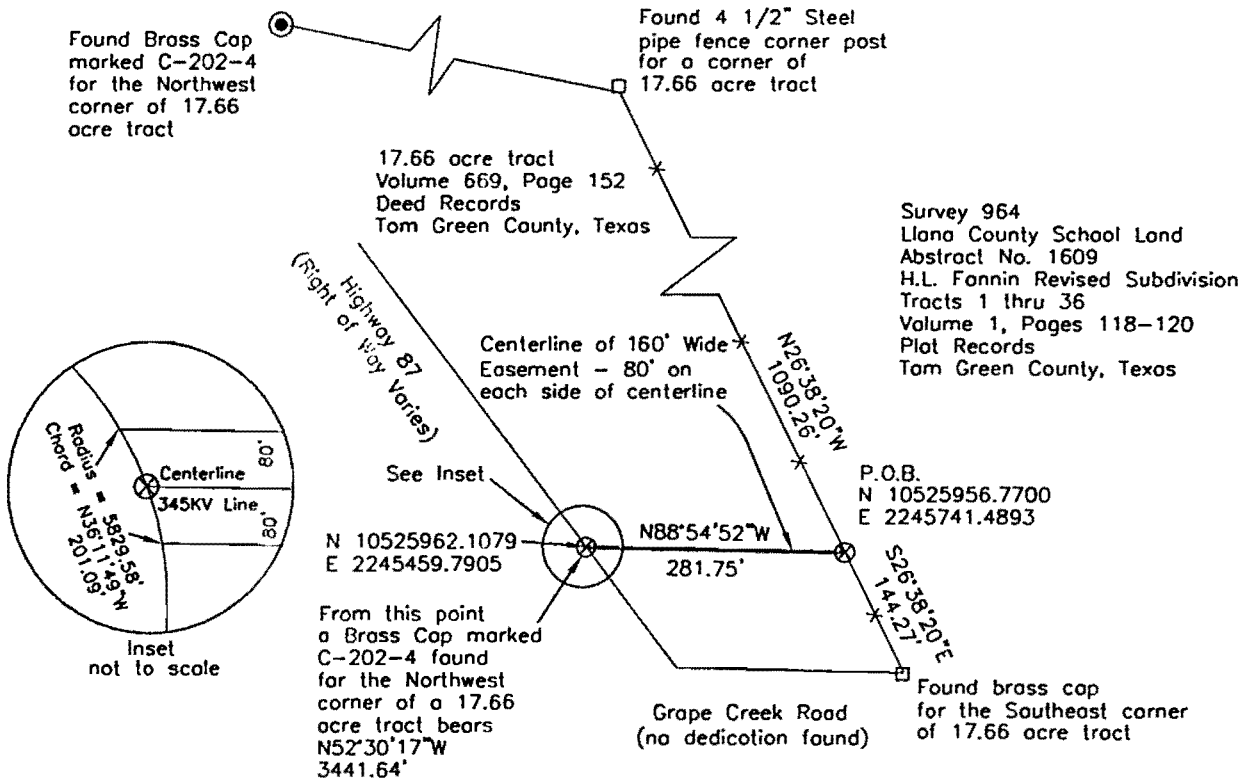 Found Brass Cap
marked C-202-4
for the Northwest
corner of 17.66
acre tract
Found 4 1/2" Steel
pipe fence corner post
for a corner of
17.66 acre tract
17.66 acre tract
Volume 669, Page 152
Deed Records
Tom Green County, Texas
Survey 964
Llano County School Land
Abstract No. 1609
H.L. Fannin Revised Subdivision
Tracts 1 thru 36
Volume 1, Pages 118-120
Plat Records
Tom Green County, Texas
Highway 87
(Right of Way Varies)
Centerline of 160' Wide
Easement - 80' on
each side of centerline
N26°38'20"W
1090.26'
See Inset
P.O.B.
N 10525956.7700
E 2245741.4893
N88°54'52"W
281.75'
N 10525962.1079
E 2245459.7905
S26°38'20"E
144.27'
From this point
a Brass Cap marked
C-202-4 found
for the Northwest
corner of a 17.66
acre tract bears
N52°30'17"W
3441.64'
Grape Creek Road
(no dedication found)
Found brass cap
for the Southeast corner
of 17.66 acre tract
80'
Centerline
345KV Line
80'
Radius = 5829.58'
Chord = N36°11'49"W
201.09'
Inset
not to scale